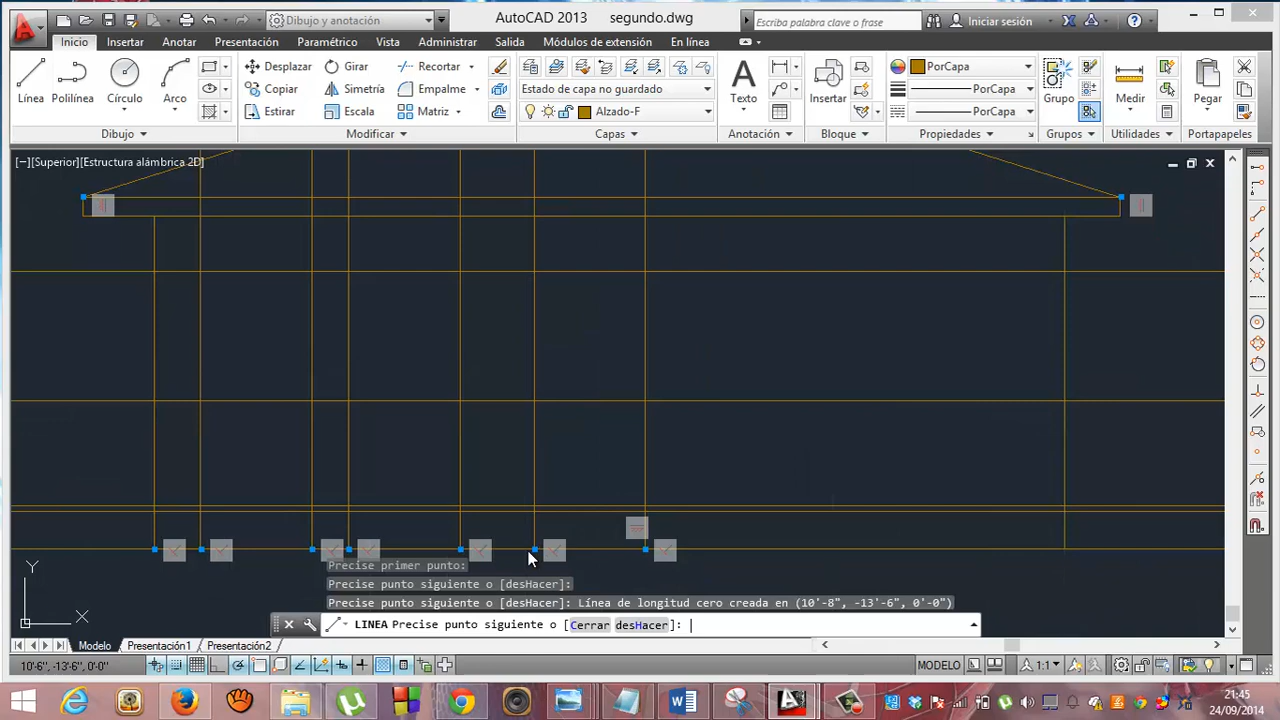 Dibujo y anotación
AutoCAD 2013 segundo.dwg
Escriba palabra clave o frase
Iniciar sesión
Inicio Insertar Anotar Presentación Paramétrico Vista Administrar Salida Módulos de extensión En línea
Línea Polilínea Círculo Arco
Desplazar Girar Recortar
Copiar Simetría Empalme
Estirar Escala Matriz
Estado de capa no guardado
Alzado-F
Texto
Insertar
PorCapa
PorCapa
PorCapa
Grupo
Medir
Pegar
Dibujo Modificar Capas Anotación Bloque Propiedades Grupos Utilidades Portapapeles
[−][Superior][Estructura alámbrica 2D]
Y
X
Precise primer punto:
Precise punto siguiente o [desHacer]:
Precise punto siguiente o [desHacer]: Línea de longitud cero creada en (10'-8", -13'-6", 0'-0")
LINEA Precise punto siguiente o [Cerrar desHacer]:
Modelo Presentación1 Presentación2
10'-6", -13'-6", 0'-0"
MODELO
1:1
21:45
24/09/2014